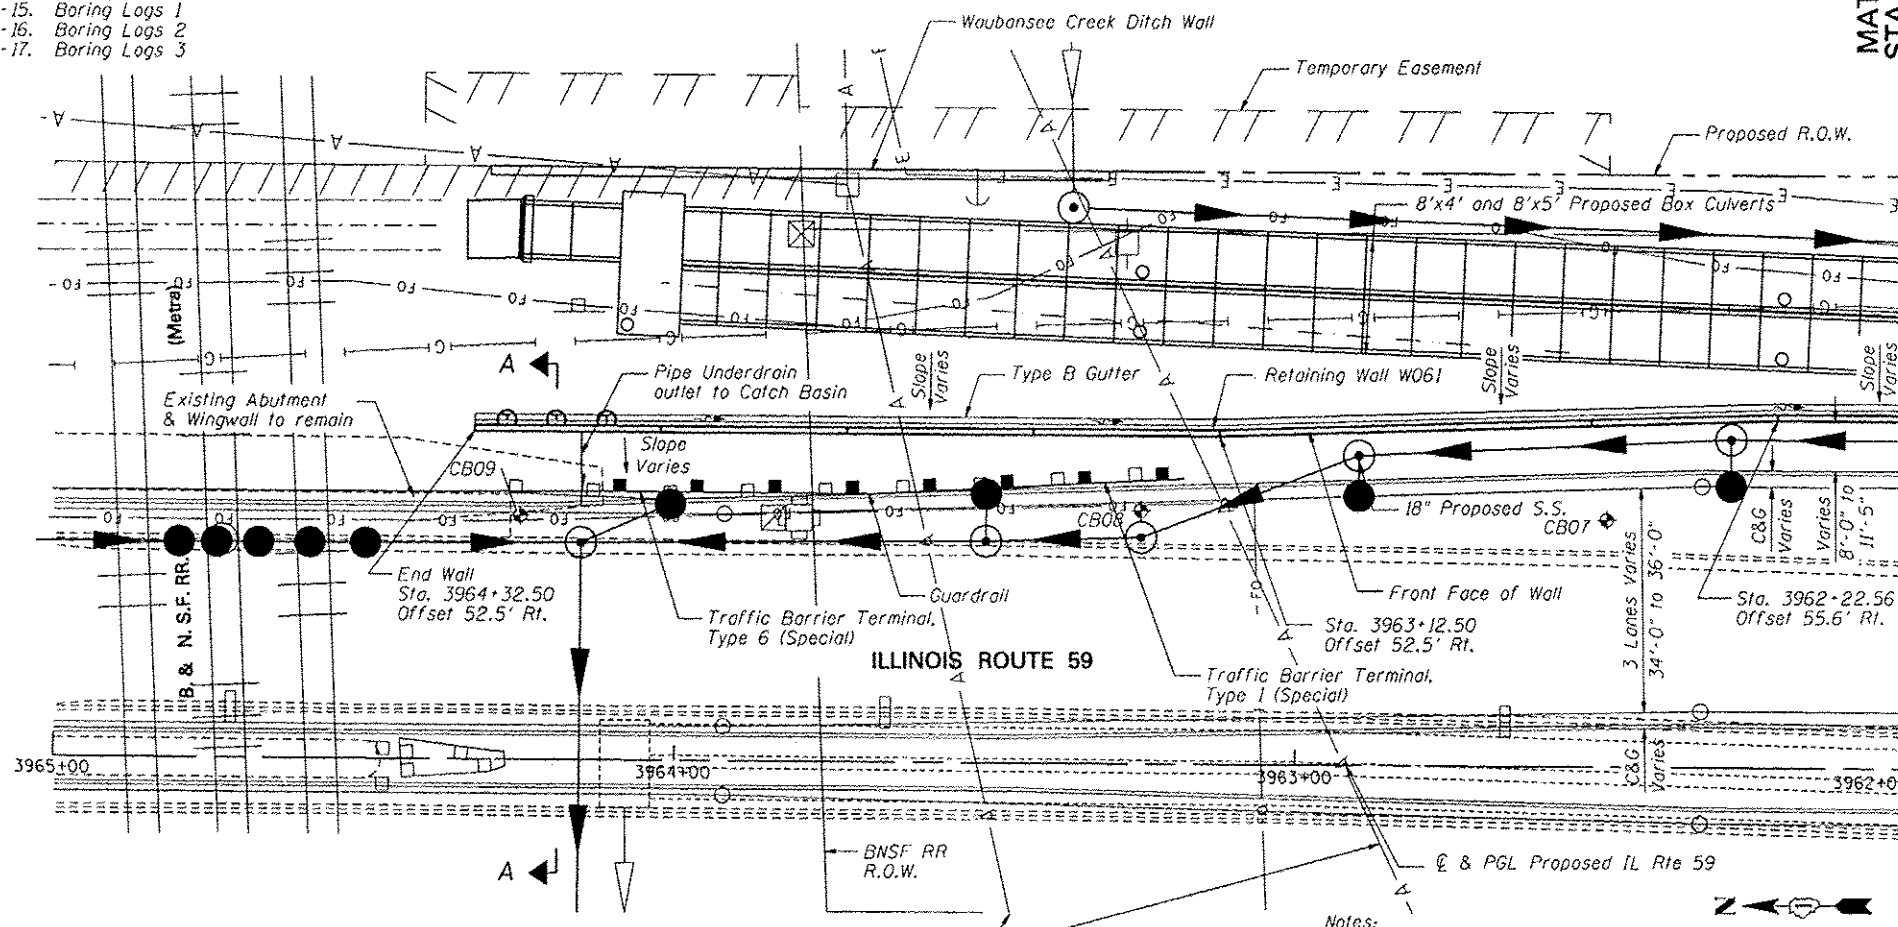 -15. Boring Logs 1
-16. Boring Logs 2
-17. Boring Logs 3
MAT
STA
Waubansee Creek Ditch Wall
Temporary Easement
Proposed R.O.W.
8'x4' and 8'x5' Proposed Box Culverts
(Metra)
A
Pipe Underdrain
outlet to Catch Basin
Slope
Varies
Type B Gutter
Retaining Wall W061
Slope
Varies
Slope
Varies
Existing Abutment
& Wingwall to remain
Slope
Varies
CB09
CB08
18" Proposed S.S.
CB07
C&G
Varies
Varies
8'-0" to
11'-5"
3 Lanes Varies
34'-0" to 36'-0"
B. & N. S.F. RR.
End Wall
Sta. 3964+32.50
Offset 52.5' Rt.
Traffic Barrier Terminal,
Type 6 (Special)
Guardrail
Front Face of Wall
Sta. 3963+12.50
Offset 52.5' Rt.
Sta. 3962+22.56
Offset 55.6' Rt.
ILLINOIS ROUTE 59
Traffic Barrier Terminal,
Type 1 (Special)
3965+00
3964+00
3963+00
3962+0
C&G
Varies
A
BNSF RR
R.O.W.
℄ & PGL Proposed IL Rte 59
Notes:
N